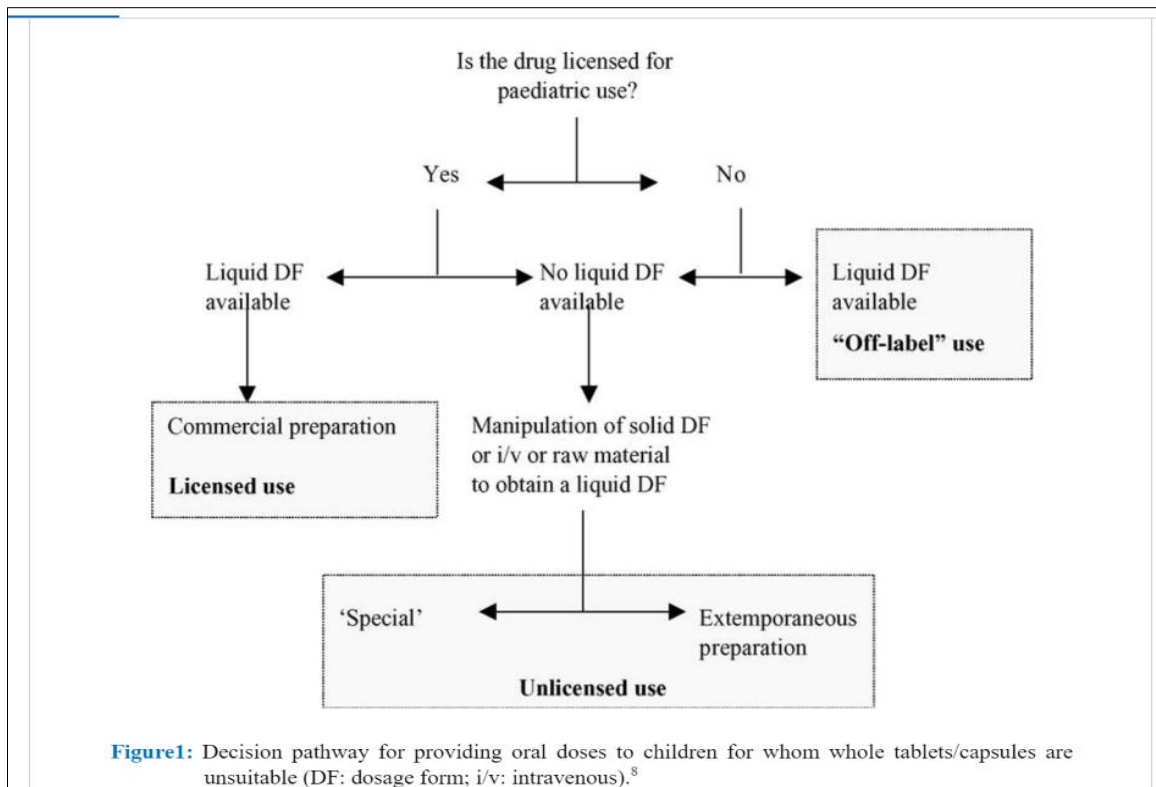 Is the drug licensed for
paediatric use?
Yes
No
Liquid DF
available
No liquid DF
available
Liquid DF
available
“Off-label” use
Commercial preparation
Licensed use
Manipulation of solid DF
or i/v or raw material
to obtain a liquid DF
‘Special’
Extemporaneous
preparation
Unlicensed use
Figure1: Decision pathway for providing oral doses to children for whom whole tablets/capsules are
unsuitable (DF: dosage form; i/v: intravenous).8